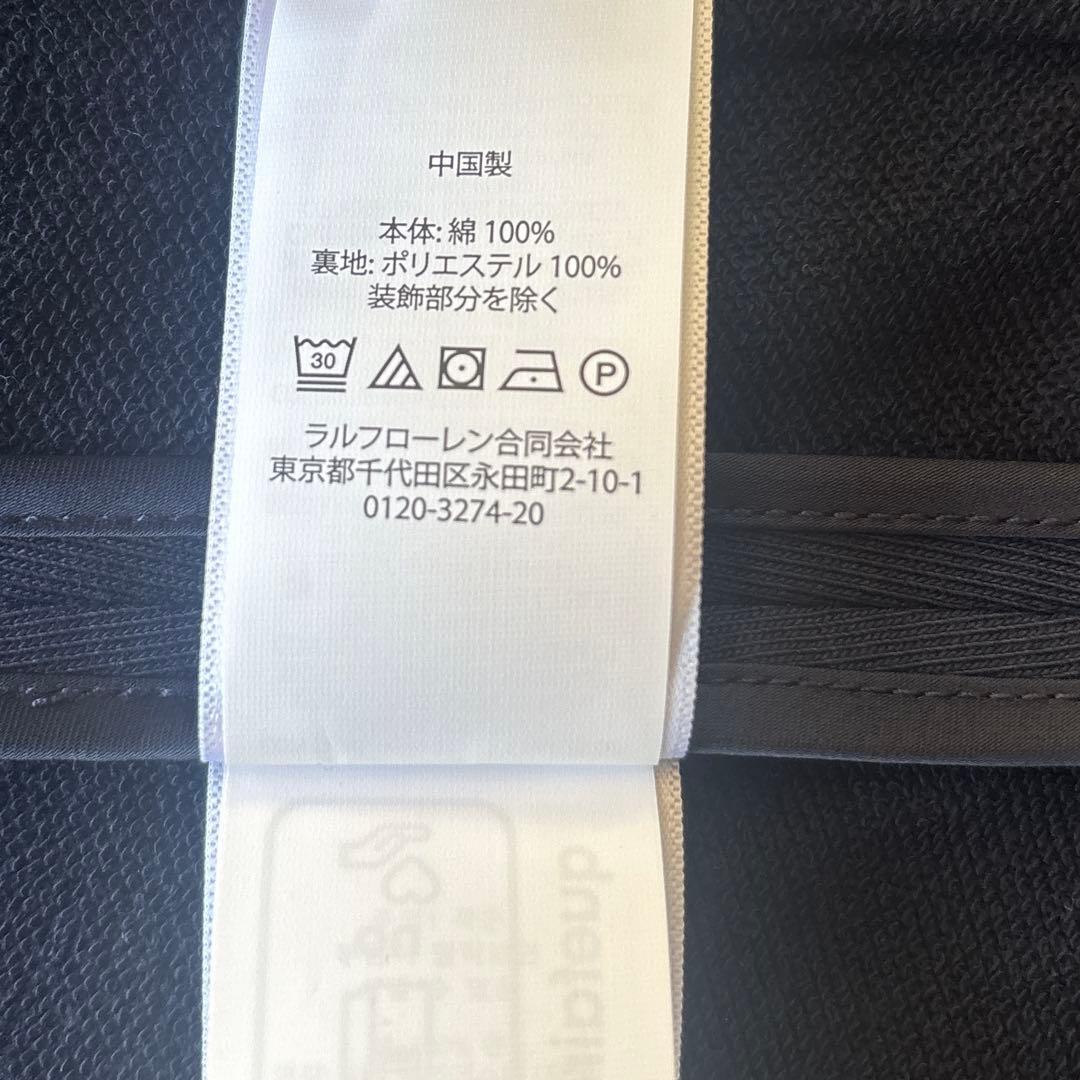 中国製
本体: 綿 100%
裏地: ポリエステル 100%
装飾部分を除く
30
P
ラルフローレン合同会社
東京都千代田区永田町2-10-1
0120-3274-20